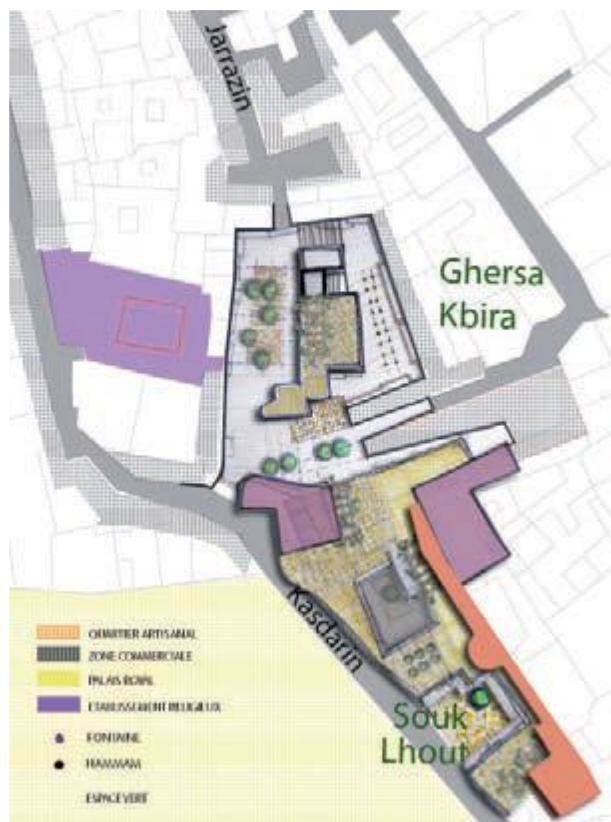 Jarrazin
Ghersa
Kbira
Kasdarin
Souk
Lhout
QUARTIER ARTISANAL
ZONE COMMERCIALE
PALAIS ROYAL
ETABLISSEMENT RELIGIEUX
FONTAINE
HAMMAM
ESPACE VERT